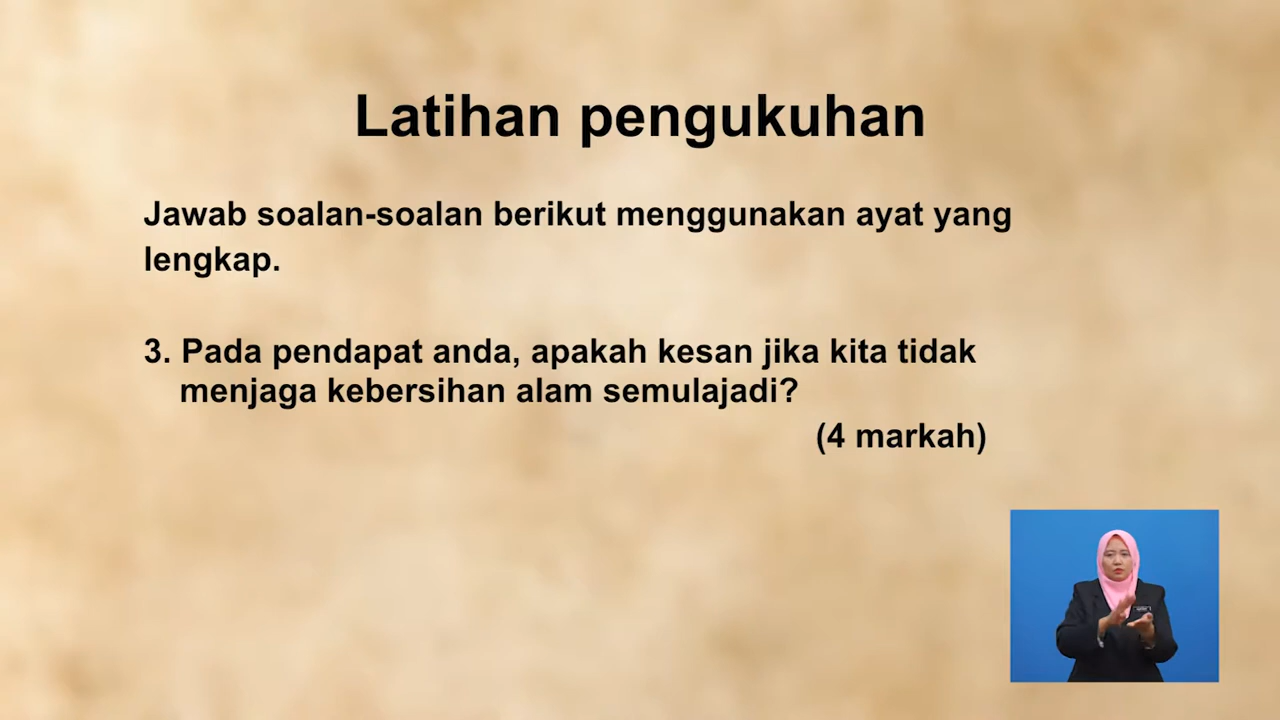 Latihan pengukuhan
Jawab soalan-soalan berikut menggunakan ayat yang
lengkap.
3. Pada pendapat anda, apakah kesan jika kita tidak
menjaga kebersihan alam semulajadi?
(4 markah)